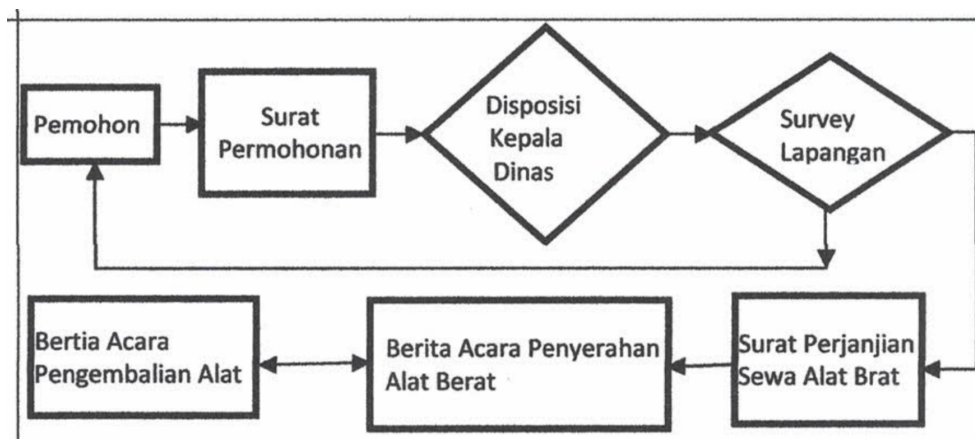 Pemohon
Surat
Permohonan
Disposisi
Kepala
Dinas
Survey
Lapangan
Bertia Acara
Pengembalian Alat
Berita Acara Penyerahan
Alat Berat
Surat Perjanjian
Sewa Alat Brat